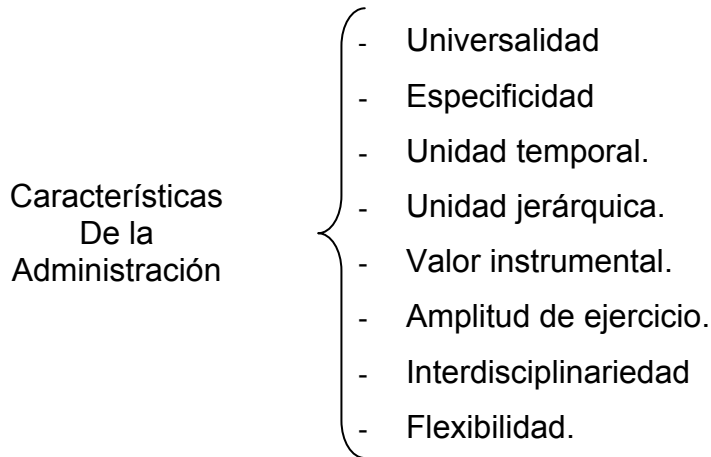 Características
De la
Administración
- Universalidad
- Especificidad
- Unidad temporal.
- Unidad jerárquica.
- Valor instrumental.
- Amplitud de ejercicio.
- Interdisciplinariedad
- Flexibilidad.